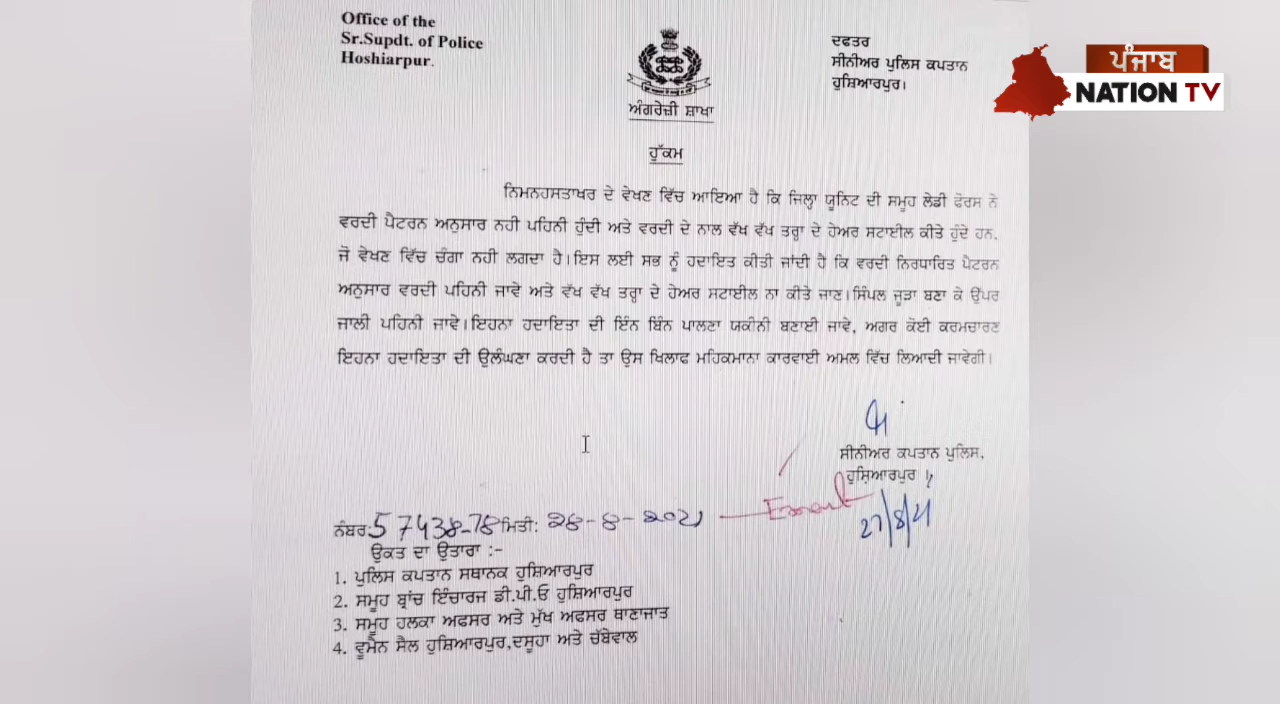 Office of the
Sr.Supdt. of Police
Hoshiarpur.
ਅੰਗਰੇਜ਼ੀ ਸ਼ਾਖਾ
ਦਫਤਰ
ਸੀਨੀਅਰ ਪੁਲਿਸ ਕਪਤਾਨ
ਹੁਸ਼ਿਆਰਪੁਰ।
ਪੰਜਾਬ
NATION TV
ਹੁੱਕਮ
ਨਿਮਨਹਸਤਾਖਰ ਦੇ ਵੇਖਣ ਵਿੱਚ ਆਇਆ ਹੈ ਕਿ ਜਿਲ੍ਹਾ ਯੂਨਿਟ ਦੀ ਸਮੂਹ ਲੇਡੀ ਫੋਰਸ ਨੇ
ਵਰਦੀ ਪੈਟਰਨ ਅਨੁਸਾਰ ਨਹੀ ਪਹਿਨੀ ਹੁੰਦੀ ਅਤੇ ਵਰਦੀ ਦੇ ਨਾਲ ਵੱਖ ਵੱਖ ਤਰ੍ਹਾ ਦੇ ਹੇਅਰ ਸਟਾਈਲ ਕੀਤੇ ਹੁੰਦੇ ਹਨ,
ਜੋ ਵੇਖਣ ਵਿੱਚ ਚੰਗਾ ਨਹੀ ਲਗਦਾ ਹੈ।ਇਸ ਲਈ ਸਭ ਨੂੰ ਹਦਾਇਤ ਕੀਤੀ ਜਾਂਦੀ ਹੈ ਕਿ ਵਰਦੀ ਨਿਰਧਾਰਿਤ ਪੈਟਰਨ
ਅਨੁਸਾਰ ਵਰਦੀ ਪਹਿਨੀ ਜਾਵੇ ਅਤੇ ਵੱਖ ਵੱਖ ਤਰ੍ਹਾ ਦੇ ਹੇਅਰ ਸਟਾਈਲ ਨਾ ਕੀਤੇ ਜਾਣ।ਸਿੰਪਲ ਜੂੜਾ ਬਣਾ ਕੇ ਉੱਪਰ
ਜਾਲੀ ਪਹਿਨੀ ਜਾਵੇ।ਇਹਨਾ ਹਦਾਇਤਾ ਦੀ ਇੰਨ ਬਿੰਨ ਪਾਲਣਾ ਯਕੀਨੀ ਬਣਾਈ ਜਾਵੇ, ਅਗਰ ਕੋਈ ਕਰਮਚਾਰਣ
ਇਹਨਾ ਹਦਾਇਤਾ ਦੀ ਉਲੰਘਣਾ ਕਰਦੀ ਹੈ ਤਾ ਉਸ ਖਿਲਾਫ ਮਹਿਕਮਾਨਾ ਕਾਰਵਾਈ ਅਮਲ ਵਿੱਚ ਲਿਆਦੀ ਜਾਵੇਗੀ।
ਸੀਨੀਅਰ ਕਪਤਾਨ ਪੁਲਿਸ,
ਹੁਸ਼ਿਆਰਪੁਰ
27/8/21
ਨੰਬਰ:57438-78ਮਿਤੀ: 28-8-2021
ਉਕਤ ਦਾ ਉਤਾਰਾ :-
1. ਪੁਲਿਸ ਕਪਤਾਨ ਸਥਾਨਕ ਹੁਸ਼ਿਆਰਪੁਰ
2. ਸਮੂਹ ਬ੍ਰਾਂਚ ਇੰਚਾਰਜ ਡੀ.ਪੀ.ਓ ਹੁਸ਼ਿਆਰਪੁਰ
3. ਸਮੂਹ ਹਲਕਾ ਅਫਸਰ ਅਤੇ ਮੁੱਖ ਅਫਸਰ ਥਾਣਾਜਾਤ
4. ਵੂਮੈਨ ਸੈਲ ਹੁਸ਼ਿਆਰਪੁਰ,ਦਸੂਹਾ ਅਤੇ ਚੱਬੇਵਾਲ